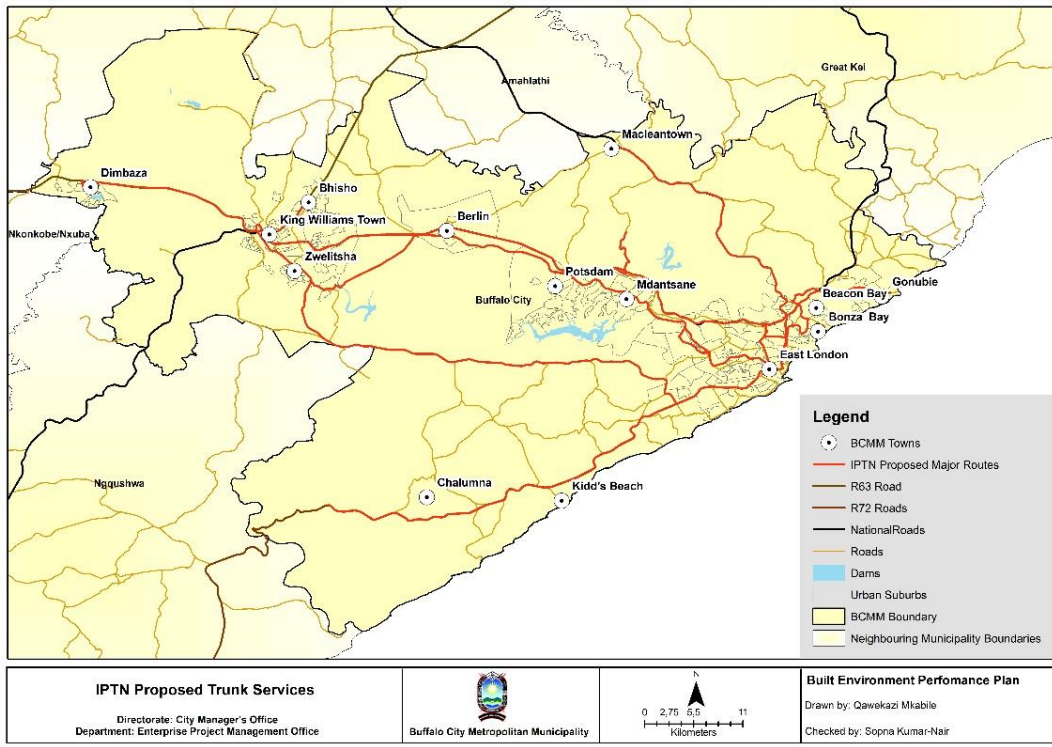 Great Kei
Amahlathi
Macleantown
Dimbaza
Bhisho
King Williams Town
Berlin
Nkonkobe/Nxuba
Zwelitsha
Potsdam
Gonubie
Buffalo City
Mdantsane
Beacon Bay
Bonza Bay
East London
Ngqushwa
Chalumna
Kidd's Beach
Legend
BCMM Towns
IPTN Proposed Major Routes
R63 Road
R72 Roads
NationalRoads
Roads
Dams
Urban Suburbs
BCMM Boundary
Neighbouring Municipality Boundaries
IPTN Proposed Trunk Services
Directorate: City Manager's Office
Department: Enterprise Project Management Office
Buffalo City Metropolitan Municipality
N
0 2,75 5,5 11
Kilometers
Built Environment Perfomance Plan
Drawn by: Qawekazi Mkabile
Checked by: Sopna Kumar-Nair